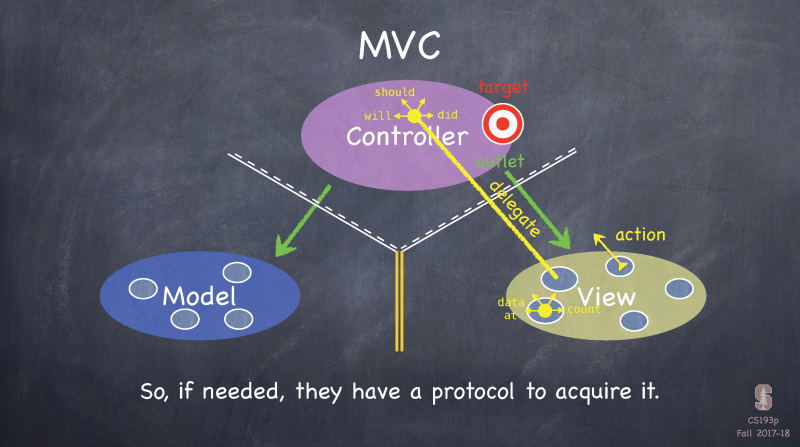 MVC
should
target
will
did
Controller
outlet
delegate
action
Model
View
data
at
count
So, if needed, they have a protocol to acquire it.
S
CS193p
Fall 2017-18